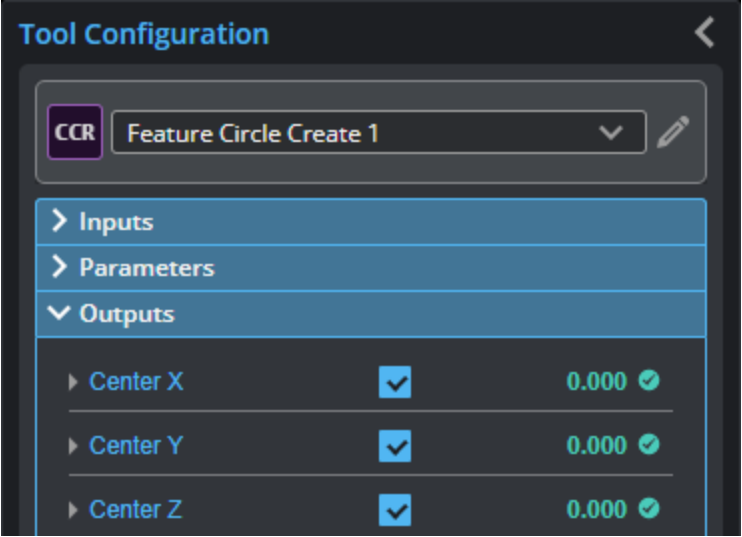 Tool Configuration
CCR Feature Circle Create 1
Inputs
Parameters
Outputs
Center X 0.000
Center Y 0.000
Center Z 0.000